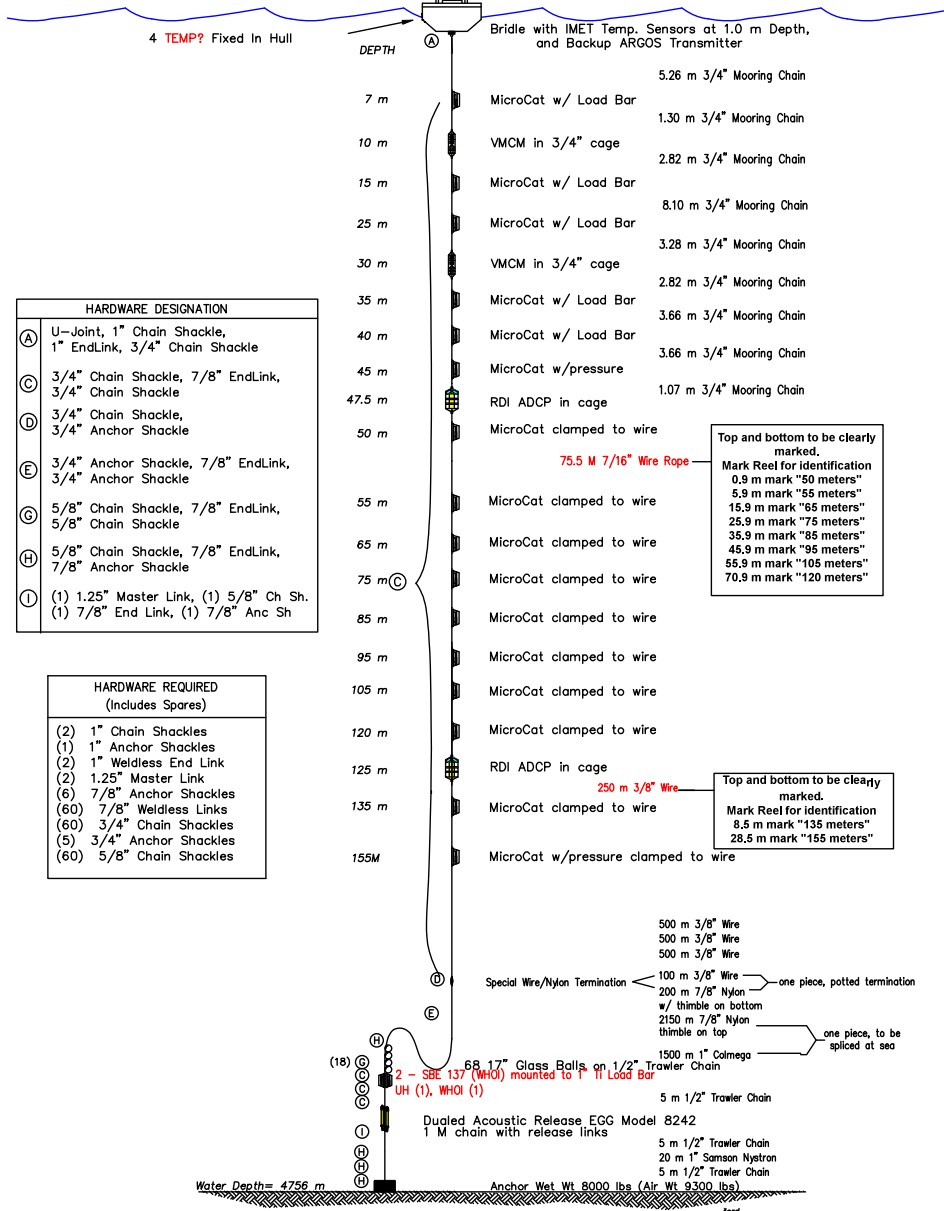 4 TEMP? Fixed In Hull
DEPTH
A
Bridle with IMET Temp. Sensors at 1.0 m Depth,
and Backup ARGOS Transmitter
5.26 m 3/4" Mooring Chain
7 m
MicroCat w/ Load Bar
1.30 m 3/4" Mooring Chain
10 m
VMCM in 3/4" cage
2.82 m 3/4" Mooring Chain
15 m
MicroCat w/ Load Bar
8.10 m 3/4" Mooring Chain
25 m
MicroCat w/ Load Bar
3.28 m 3/4" Mooring Chain
30 m
VMCM in 3/4" cage
2.82 m 3/4" Mooring Chain
35 m
MicroCat w/ Load Bar
3.66 m 3/4" Mooring Chain
40 m
MicroCat w/ Load Bar
3.66 m 3/4" Mooring Chain
45 m
MicroCat w/pressure
1.07 m 3/4" Mooring Chain
47.5 m
RDI ADCP in cage
50 m
MicroCat clamped to wire
75.5 M 7/16" Wire Rope
Top and bottom to be clearly
marked.
Mark Reel for identification
0.9 m mark "50 meters"
5.9 m mark "55 meters"
15.9 m mark "65 meters"
25.9 m mark "75 meters"
35.9 m mark "85 meters"
45.9 m mark "95 meters"
55.9 m mark "105 meters"
70.9 m mark "120 meters"
55 m
MicroCat clamped to wire
65 m
MicroCat clamped to wire
75 m
C
MicroCat clamped to wire
85 m
MicroCat clamped to wire
95 m
MicroCat clamped to wire
105 m
MicroCat clamped to wire
120 m
MicroCat clamped to wire
125 m
RDI ADCP in cage
250 m 3/8" Wire
Top and bottom to be clearly
marked.
Mark Reel for identification
8.5 m mark "135 meters"
28.5 m mark "155 meters"
135 m
MicroCat clamped to wire
155M
MicroCat w/pressure clamped to wire
HARDWARE DESIGNATION
A
U-Joint, 1" Chain Shackle,
1" EndLink, 3/4" Chain Shackle
C
3/4" Chain Shackle, 7/8" EndLink,
3/4" Chain Shackle
D
3/4" Chain Shackle,
3/4" Anchor Shackle
E
3/4" Anchor Shackle, 7/8" EndLink,
3/4" Anchor Shackle
G
5/8" Chain Shackle, 7/8" EndLink,
5/8" Chain Shackle
H
5/8" Chain Shackle, 7/8" EndLink,
7/8" Anchor Shackle
I
(1) 1.25" Master Link, (1) 5/8" Ch Sh.
(1) 7/8" End Link, (1) 7/8" Anc Sh
HARDWARE REQUIRED
(Includes Spares)
(2) 1" Chain Shackles
(1) 1" Anchor Shackles
(2) 1" Weldless End Link
(2) 1.25" Master Link
(6) 7/8" Anchor Shackles
(60) 7/8" Weldless Links
(60) 3/4" Chain Shackles
(5) 3/4" Anchor Shackles
(60) 5/8" Chain Shackles
500 m 3/8" Wire
500 m 3/8" Wire
500 m 3/8" Wire
D
Special Wire/Nylon Termination
100 m 3/8" Wire
200 m 7/8" Nylon
one piece, potted termination
w/ thimble on bottom
E
2150 m 7/8" Nylon
thimble on top
1500 m 1" Colmega
one piece, to be
spliced at sea
H
(18) G
68 17" Glass Balls on 1/2" Trawler Chain
C
2 - SBE 137 (WHOI) mounted to 1" Ti Load Bar
C
UH (1), WHOI (1)
C
5 m 1/2" Trawler Chain
Dualed Acoustic Release EGG Model 8242
1 M chain with release links
I
H
5 m 1/2" Trawler Chain
H
20 m 1" Samson Nystron
5 m 1/2" Trawler Chain
H
Water Depth= 4756 m
Anchor Wet Wt 8000 lbs (Air Wt 9300 lbs)